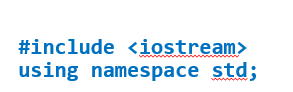 #include <iostream>
using namespace std;